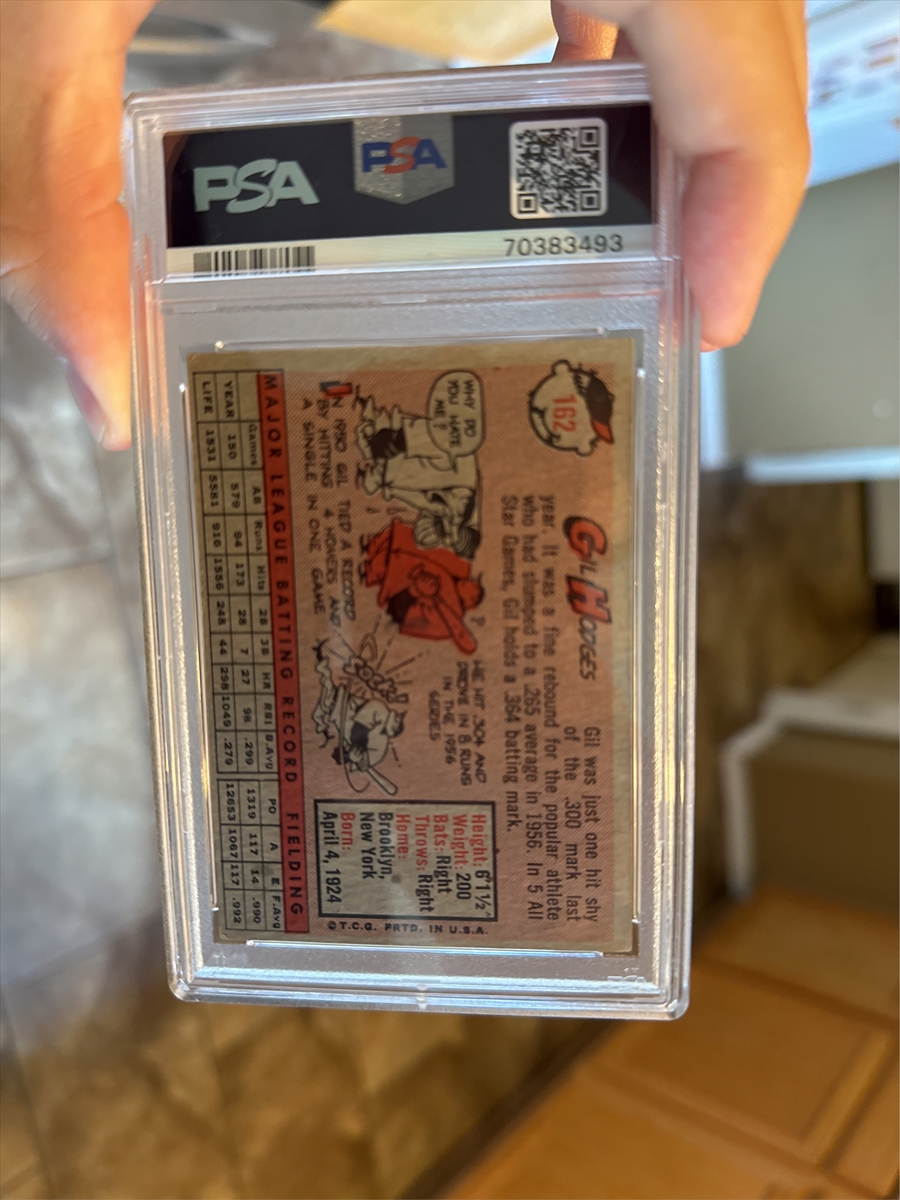 PSA
PSA
70383493
162
GIL HODGES
Gil was just one hit shy
of the .300 mark last
year. It was a fine rebound for the popular athlete
who had slumped to a .265 average in 1956. In 5 All
Star Games, Gil holds a .364 batting mark.
WHY DO
YOU HATE
ME?
?
HE HIT .304 AND
DROVE IN 8 RUNS
IN THE 1956
SERIES
IN 1950 GIL TIED A RECORD
BY HITTING 4 HOMERS AND
A SINGLE IN ONE GAME
Height: 6'1½"
Weight: 200
Bats: Right
Throws: Right
Home:
Brooklyn,
New York
Born:
April 4, 1924
MAJOR LEAGUE BATTING RECORD FIELDING
Games AB Runs Hits 2B 3B HR RBI B.Avg PO A E F.Avg
YEAR 150 579 94 173 28 7 27 98 .299 1319 117 14 .990
LIFE 1531 5581 916 1556 248 44 298 1049 .279 12653 1067 117 .992
©T.C.G. PRTD. IN U.S.A.